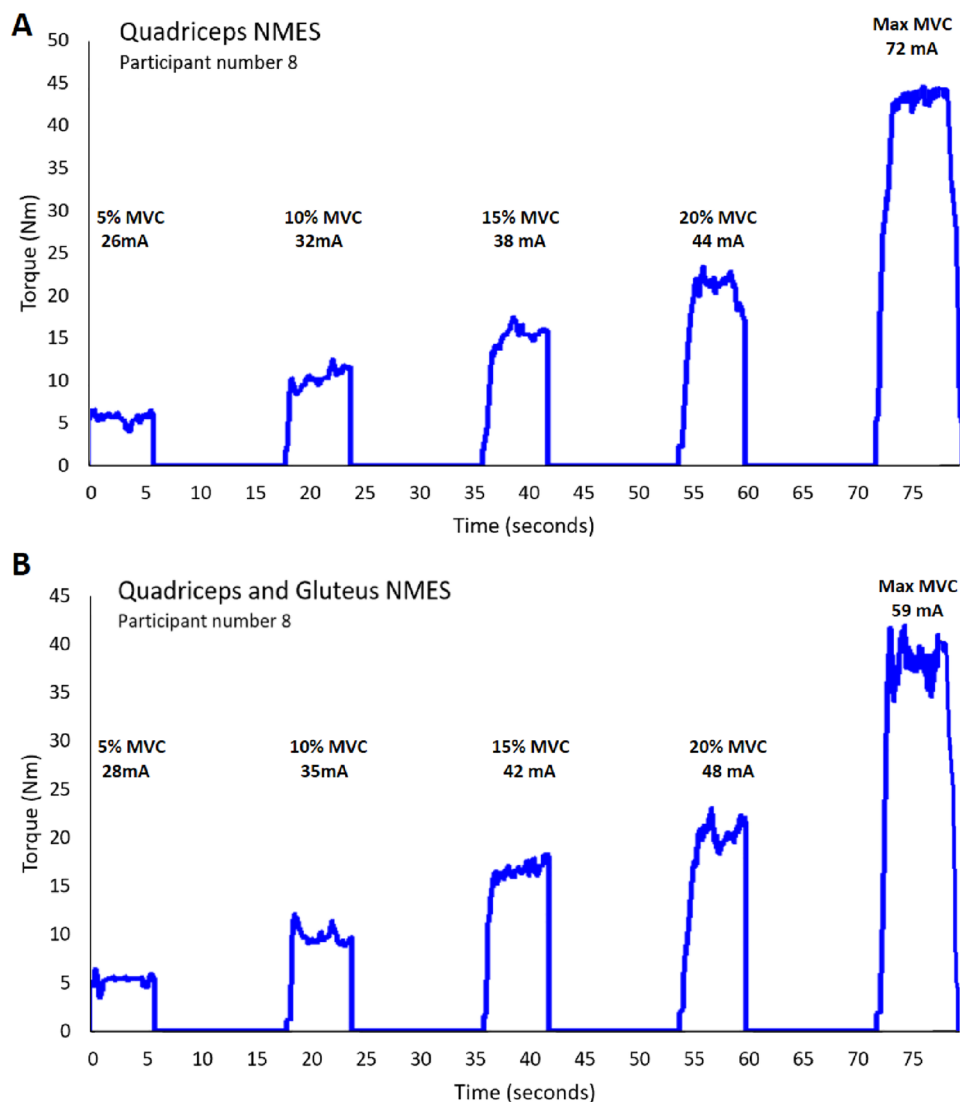 A
Quadriceps NMES
Participant number 8
Max MVC
72 mA
50
45
40
35
30
25
20
15
10
5
0
Torque (Nm)
5% MVC
26mA
10% MVC
32mA
15% MVC
38 mA
20% MVC
44 mA
0 5 10 15 20 25 30 35 40 45 50 55 60 65 70 75
Time (seconds)
B
Quadriceps and Gluteus NMES
Participant number 8
Max MVC
59 mA
45
40
35
30
25
20
15
10
5
0
Torque (Nm)
5% MVC
28mA
10% MVC
35mA
15% MVC
42 mA
20% MVC
48 mA
0 5 10 15 20 25 30 35 40 45 50 55 60 65 70 75
Time (seconds)